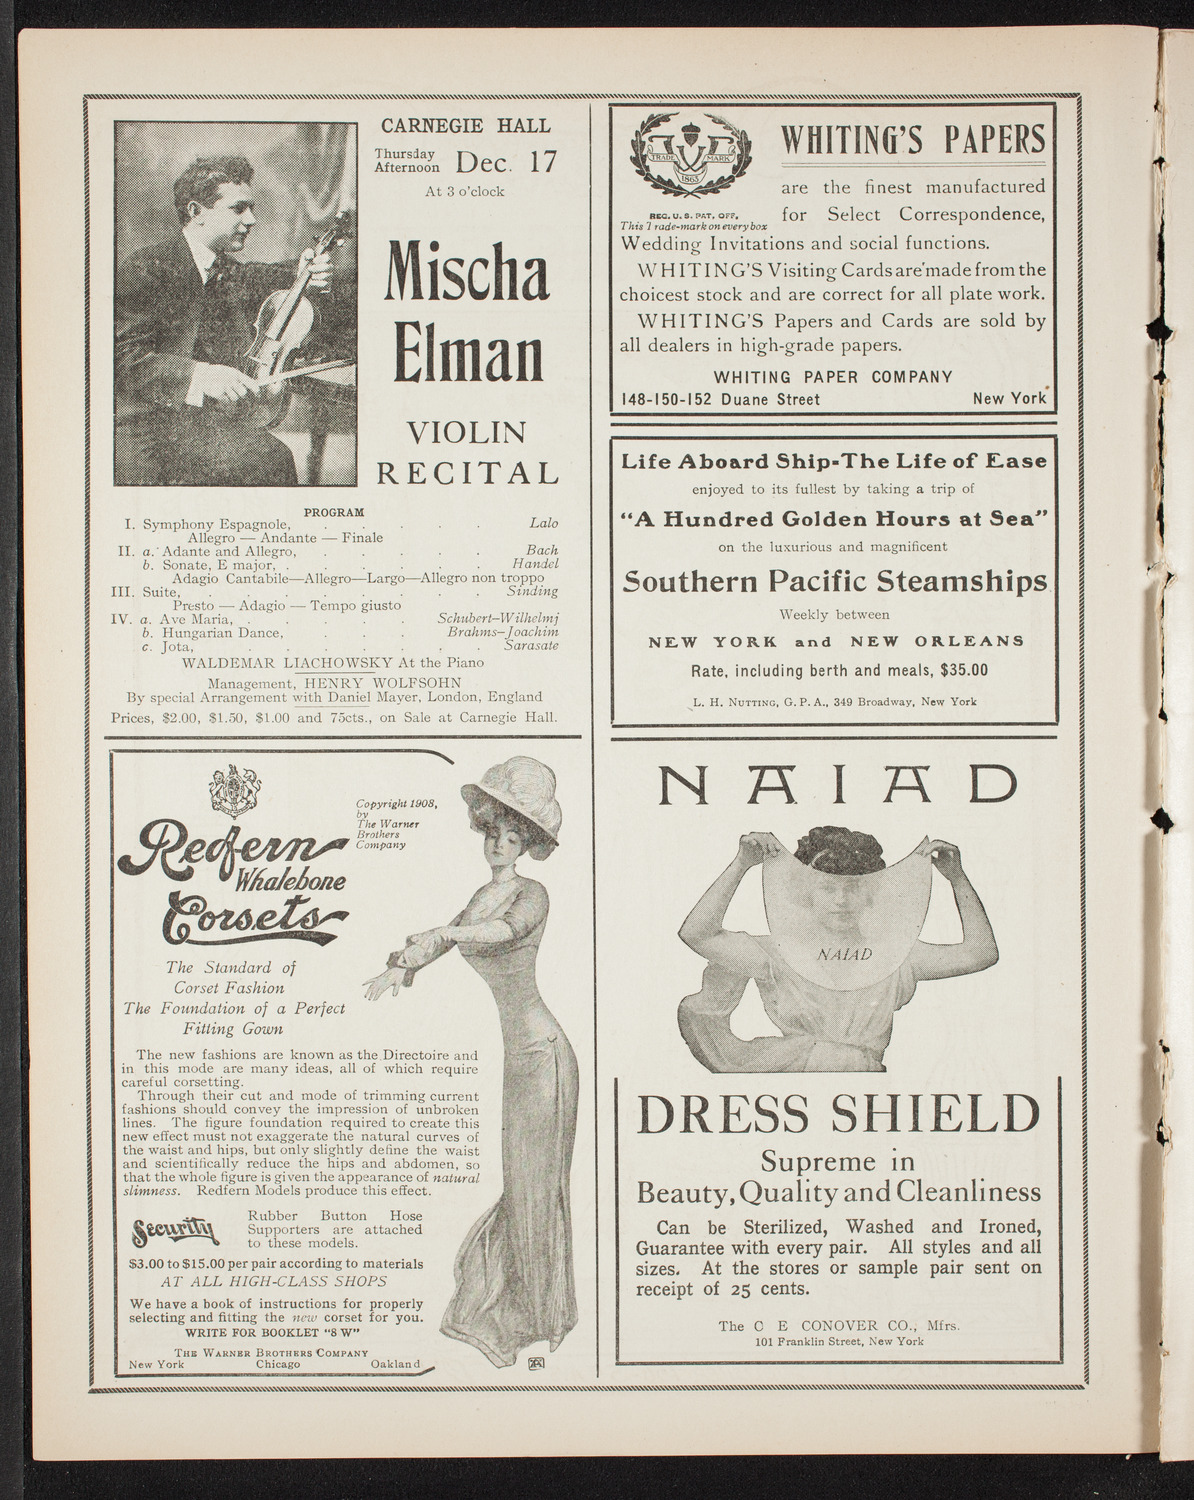 CARNEGIE HALL
Thursday Afternoon Dec. 17
At 3 o'clock
Mischa
Elman
VIOLIN
RECITAL
PROGRAM
I. Symphony Espagnole, . . . . . Lalo
Allegro — Andante — Finale
II. a. Adante and Allegro, . . . . . Bach
b. Sonate, E major, . . . . . . Handel
Adagio Cantabile—Allegro—Largo—Allegro non troppo
III. Suite, . . . . . . . . Sinding
Presto — Adagio — Tempo giusto
IV. a. Ave Maria, . . . . . Schubert-Wilhelmj
b. Hungarian Dance, . . . Brahms-Joachim
c. Jota, . . . . . . Sarasate
WALDEMAR LIACHOWSKY At the Piano
Management, HENRY WOLFSOHN
By special Arrangement with Daniel Mayer, London, England
Prices, $2.00, $1.50, $1.00 and 75cts., on Sale at Carnegie Hall.
Copyright 1908,
by
The Warner
Brothers
Company
Redfern
Whalebone
Corsets
The Standard of
Corset Fashion
The Foundation of a Perfect
Fitting Gown
The new fashions are known as the Directoire and
in this mode are many ideas, all of which require
careful corsetting.
Through their cut and mode of trimming current
fashions should convey the impression of unbroken
lines. The figure foundation required to create this
new effect must not exaggerate the natural curves of
the waist and hips, but only slightly define the waist
and scientifically reduce the hips and abdomen, so
that the whole figure is given the appearance of natural
slimness. Redfern Models produce this effect.
Security
Rubber Button Hose
Supporters are attached
to these models.
$3.00 to $15.00 per pair according to materials
AT ALL HIGH-CLASS SHOPS
We have a book of instructions for properly
selecting and fitting the new corset for you.
WRITE FOR BOOKLET "8 W"
THE WARNER BROTHERS COMPANY
New York Chicago Oakland
TRADE MARK
1865
REG. U. S. PAT. OFF.
This Trade-mark on every box
WHITING'S PAPERS
are the finest manufactured
for Select Correspondence,
Wedding Invitations and social functions.
WHITING'S Visiting Cards are made from the
choicest stock and are correct for all plate work.
WHITING'S Papers and Cards are sold by
all dealers in high-grade papers.
WHITING PAPER COMPANY
148-150-152 Duane Street New York
Life Aboard Ship-The Life of Ease
enjoyed to its fullest by taking a trip of
"A Hundred Golden Hours at Sea"
on the luxurious and magnificent
Southern Pacific Steamships
Weekly between
NEW YORK and NEW ORLEANS
Rate, including berth and meals, $35.00
L. H. NUTTING, G. P. A., 349 Broadway, New York
NAIAD
NAIAD
DRESS SHIELD
Supreme in
Beauty, Quality and Cleanliness
Can be Sterilized, Washed and Ironed,
Guarantee with every pair. All styles and all
sizes. At the stores or sample pair sent on
receipt of 25 cents.
The C E CONOVER CO., Mfrs.
101 Franklin Street, New York